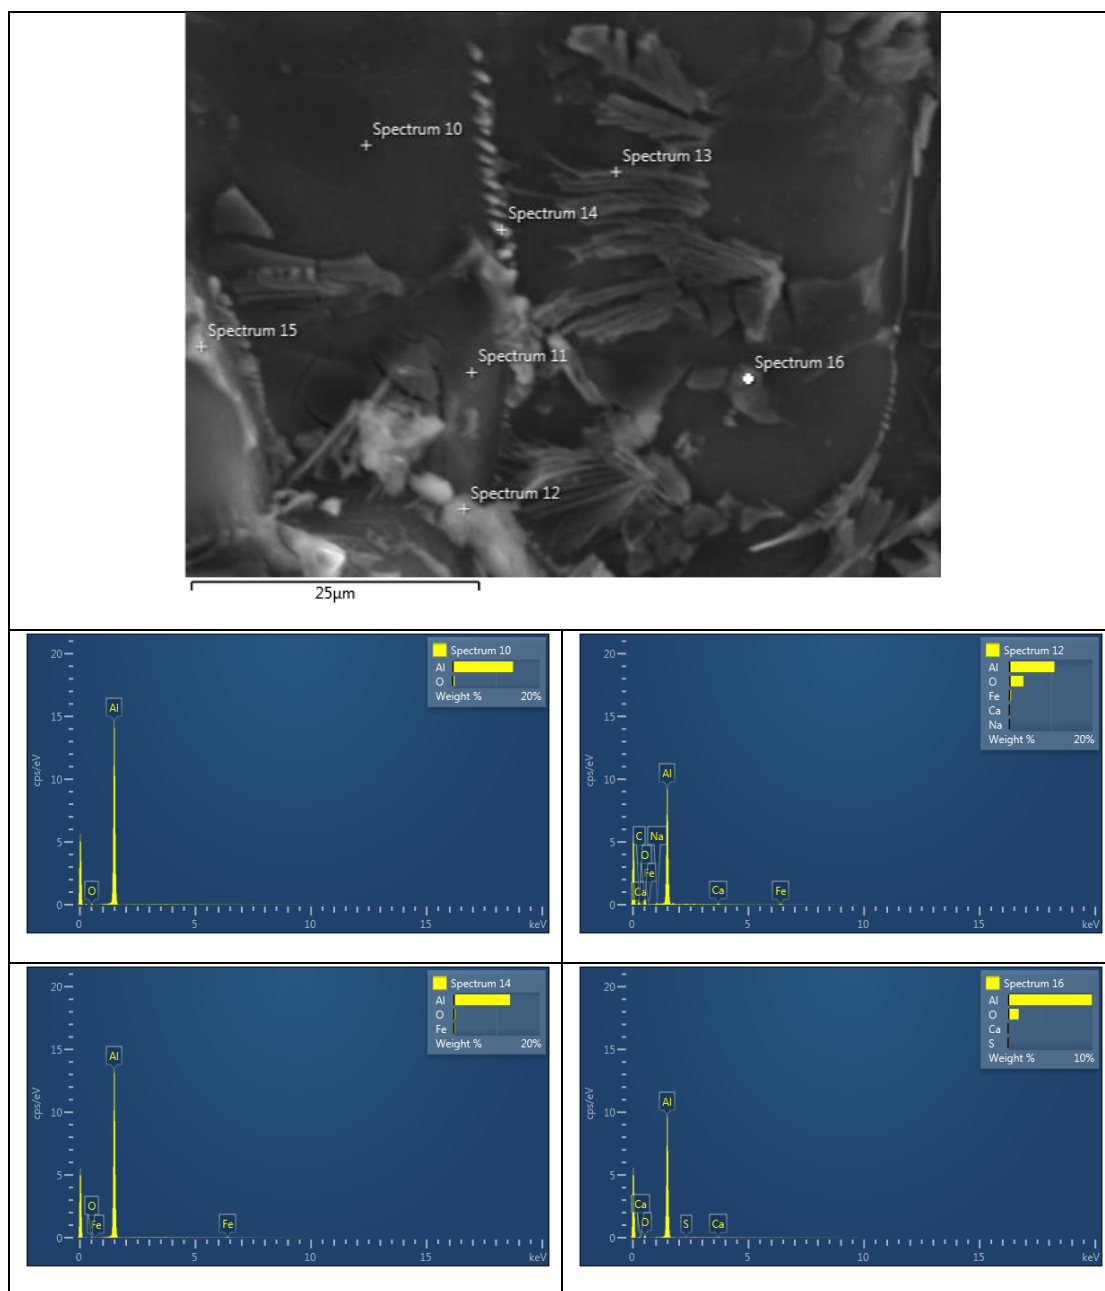 Spectrum 10
Spectrum 13
Spectrum 14
Spectrum 15
Spectrum 11
Spectrum 16
Spectrum 12
25µm
Spectrum 10
Al
O
Weight % 20%
20
15
10
5
0
cps/eV
Al
O
0 5 10 15 keV
Spectrum 12
Al
O
Fe
Ca
Na
Weight % 20%
20
15
10
5
0
cps/eV
Al
C Na
O
Fe
Ca Ca Fe
0 5 10 15 keV
Spectrum 14
Al
O
Fe
Weight % 20%
20
15
10
5
0
cps/eV
Al
O
Fe Fe
0 5 10 15 keV
Spectrum 16
Al
O
Ca
S
Weight % 10%
20
15
10
5
0
cps/eV
Al
Ca
O S Ca
0 5 10 15 keV